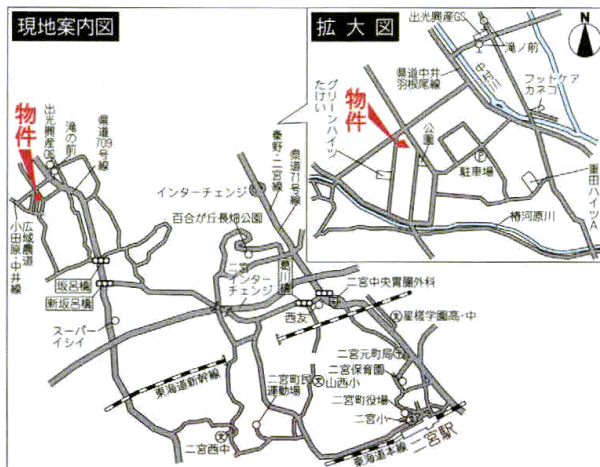 現地案内図
物件
出光興産GS
滝の前
県道709号線
広域農道
小田原・中井線
坂呂橋
新坂呂橋
スーパーイシイ
東海道新幹線
二宮西中
インターチェンジ
秦野・二宮線
県道71号線
百合が丘長畑公園
二宮インターチェンジ
葛川橋
西友
二宮中央胃腸外科
星槎学園高・中
二宮元町局
二宮保育園
山西小
二宮町民運動場
二宮町役場
二宮小
二宮駅
東海道本線
拡大図
N
出光興産GS
滝ノ前
県道中井羽根尾線
中村川
フットケアカネコ
グリーンハイツたけい
物件
公園
駐車場
重田ハイツA
椿河原川